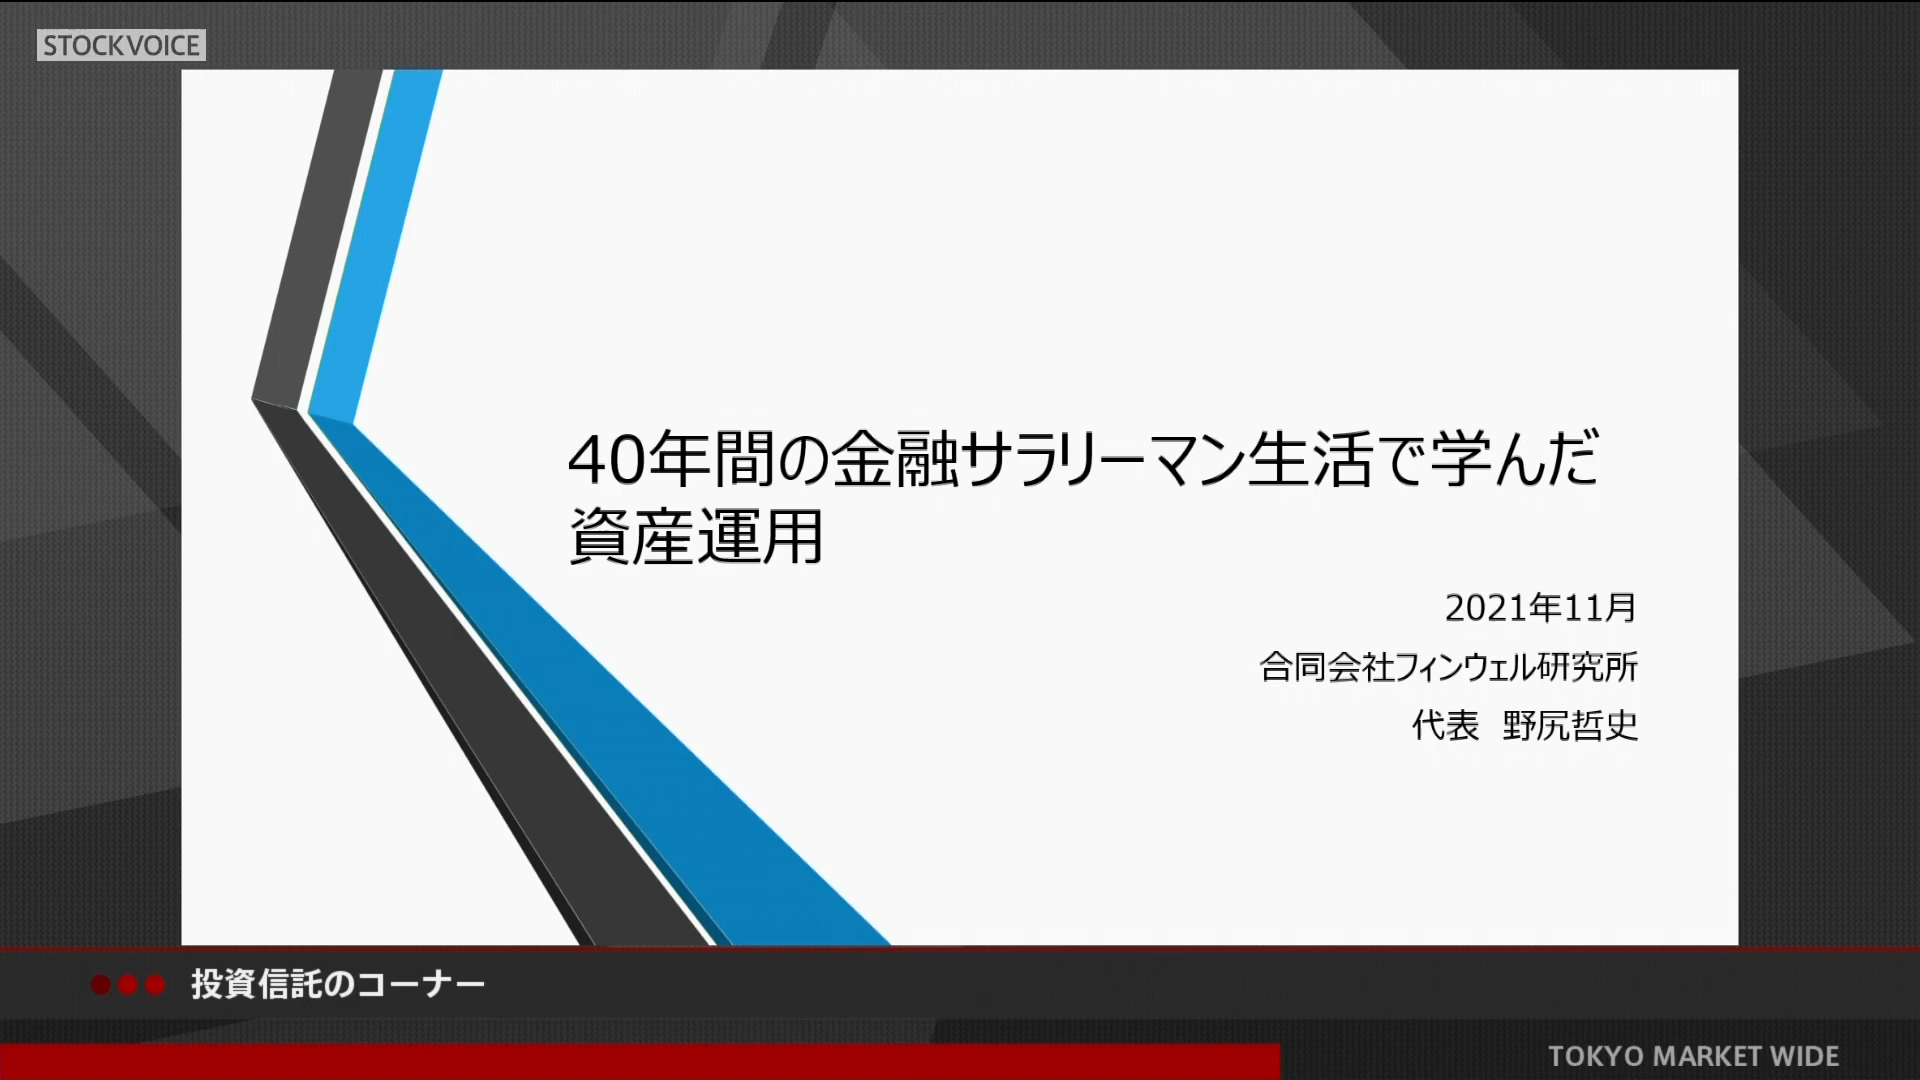 STOCKVOICE
40年間の金融サラリーマン生活で学んだ
資産運用
2021年11月
合同会社フィンウェル研究所
代表　野尻哲史
投資信託のコーナー
TOKYO MARKET WIDE